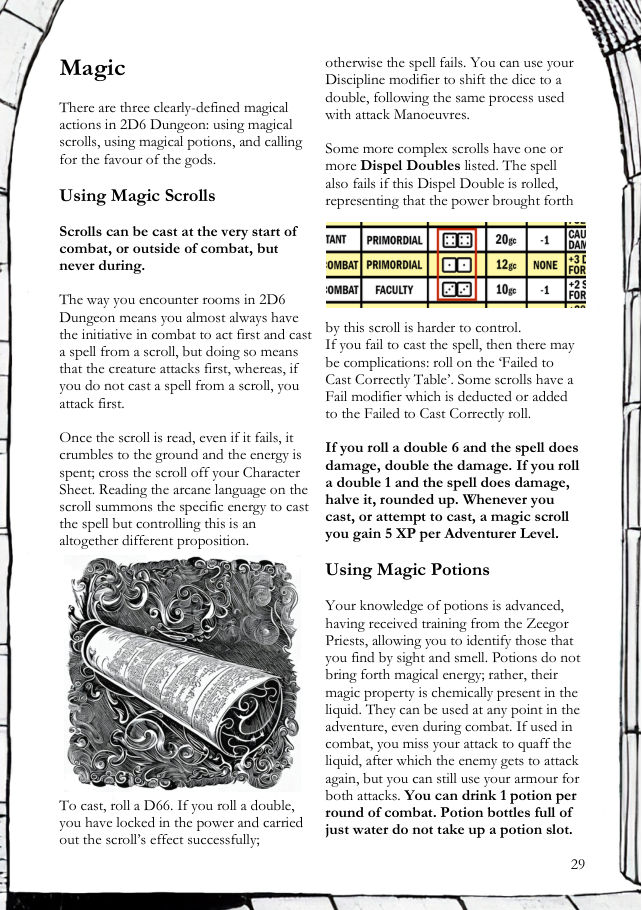 Magic
There are three clearly-defined magical
actions in 2D6 Dungeon: using magical
scrolls, using magical potions, and calling
for the favour of the gods.
Using Magic Scrolls
Scrolls can be cast at the very start of
combat, or outside of combat, but
never during.
The way you encounter rooms in 2D6
Dungeon means you almost always have
the initiative in combat to act first and cast
a spell from a scroll, but doing so means
that the creature attacks first, whereas, if
you do not cast a spell from a scroll, you
attack first.
Once the scroll is read, even if it fails, it
crumbles to the ground and the energy is
spent; cross the scroll off your Character
Sheet. Reading the arcane language on the
scroll summons the specific energy to cast
the spell but controlling this is an
altogether different proposition.
To cast, roll a D66. If you roll a double,
you have locked in the power and carried
out the scroll's effect successfully;
otherwise the spell fails. You can use your
Discipline modifier to shift the dice to a
double, following the same process used
with attack Manoeuvres.
Some more complex scrolls have one or
more Dispel Doubles listed. The spell
also fails if this Dispel Double is rolled,
representing that the power brought forth
TANT PRIMORDIAL 20gc -1 CAU
DAM
OMBAT PRIMORDIAL 12gc NONE +3 D
FOR
OMBAT FACULTY 10gc -1 +2 S
FOR
by this scroll is harder to control.
If you fail to cast the spell, then there may
be complications: roll on the 'Failed to
Cast Correctly Table'. Some scrolls have a
Fail modifier which is deducted or added
to the Failed to Cast Correctly roll.
If you roll a double 6 and the spell does
damage, double the damage. If you roll
a double 1 and the spell does damage,
halve it, rounded up. Whenever you
cast, or attempt to cast, a magic scroll
you gain 5 XP per Adventurer Level.
Using Magic Potions
Your knowledge of potions is advanced,
having received training from the Zeegor
Priests, allowing you to identify those that
you find by sight and smell. Potions do not
bring forth magical energy; rather, their
magic property is chemically present in the
liquid. They can be used at any point in the
adventure, even during combat. If used in
combat, you miss your attack to quaff the
liquid, after which the enemy gets to attack
again, but you can still use your armour for
both attacks. You can drink 1 potion per
round of combat. Potion bottles full of
just water do not take up a potion slot.
29